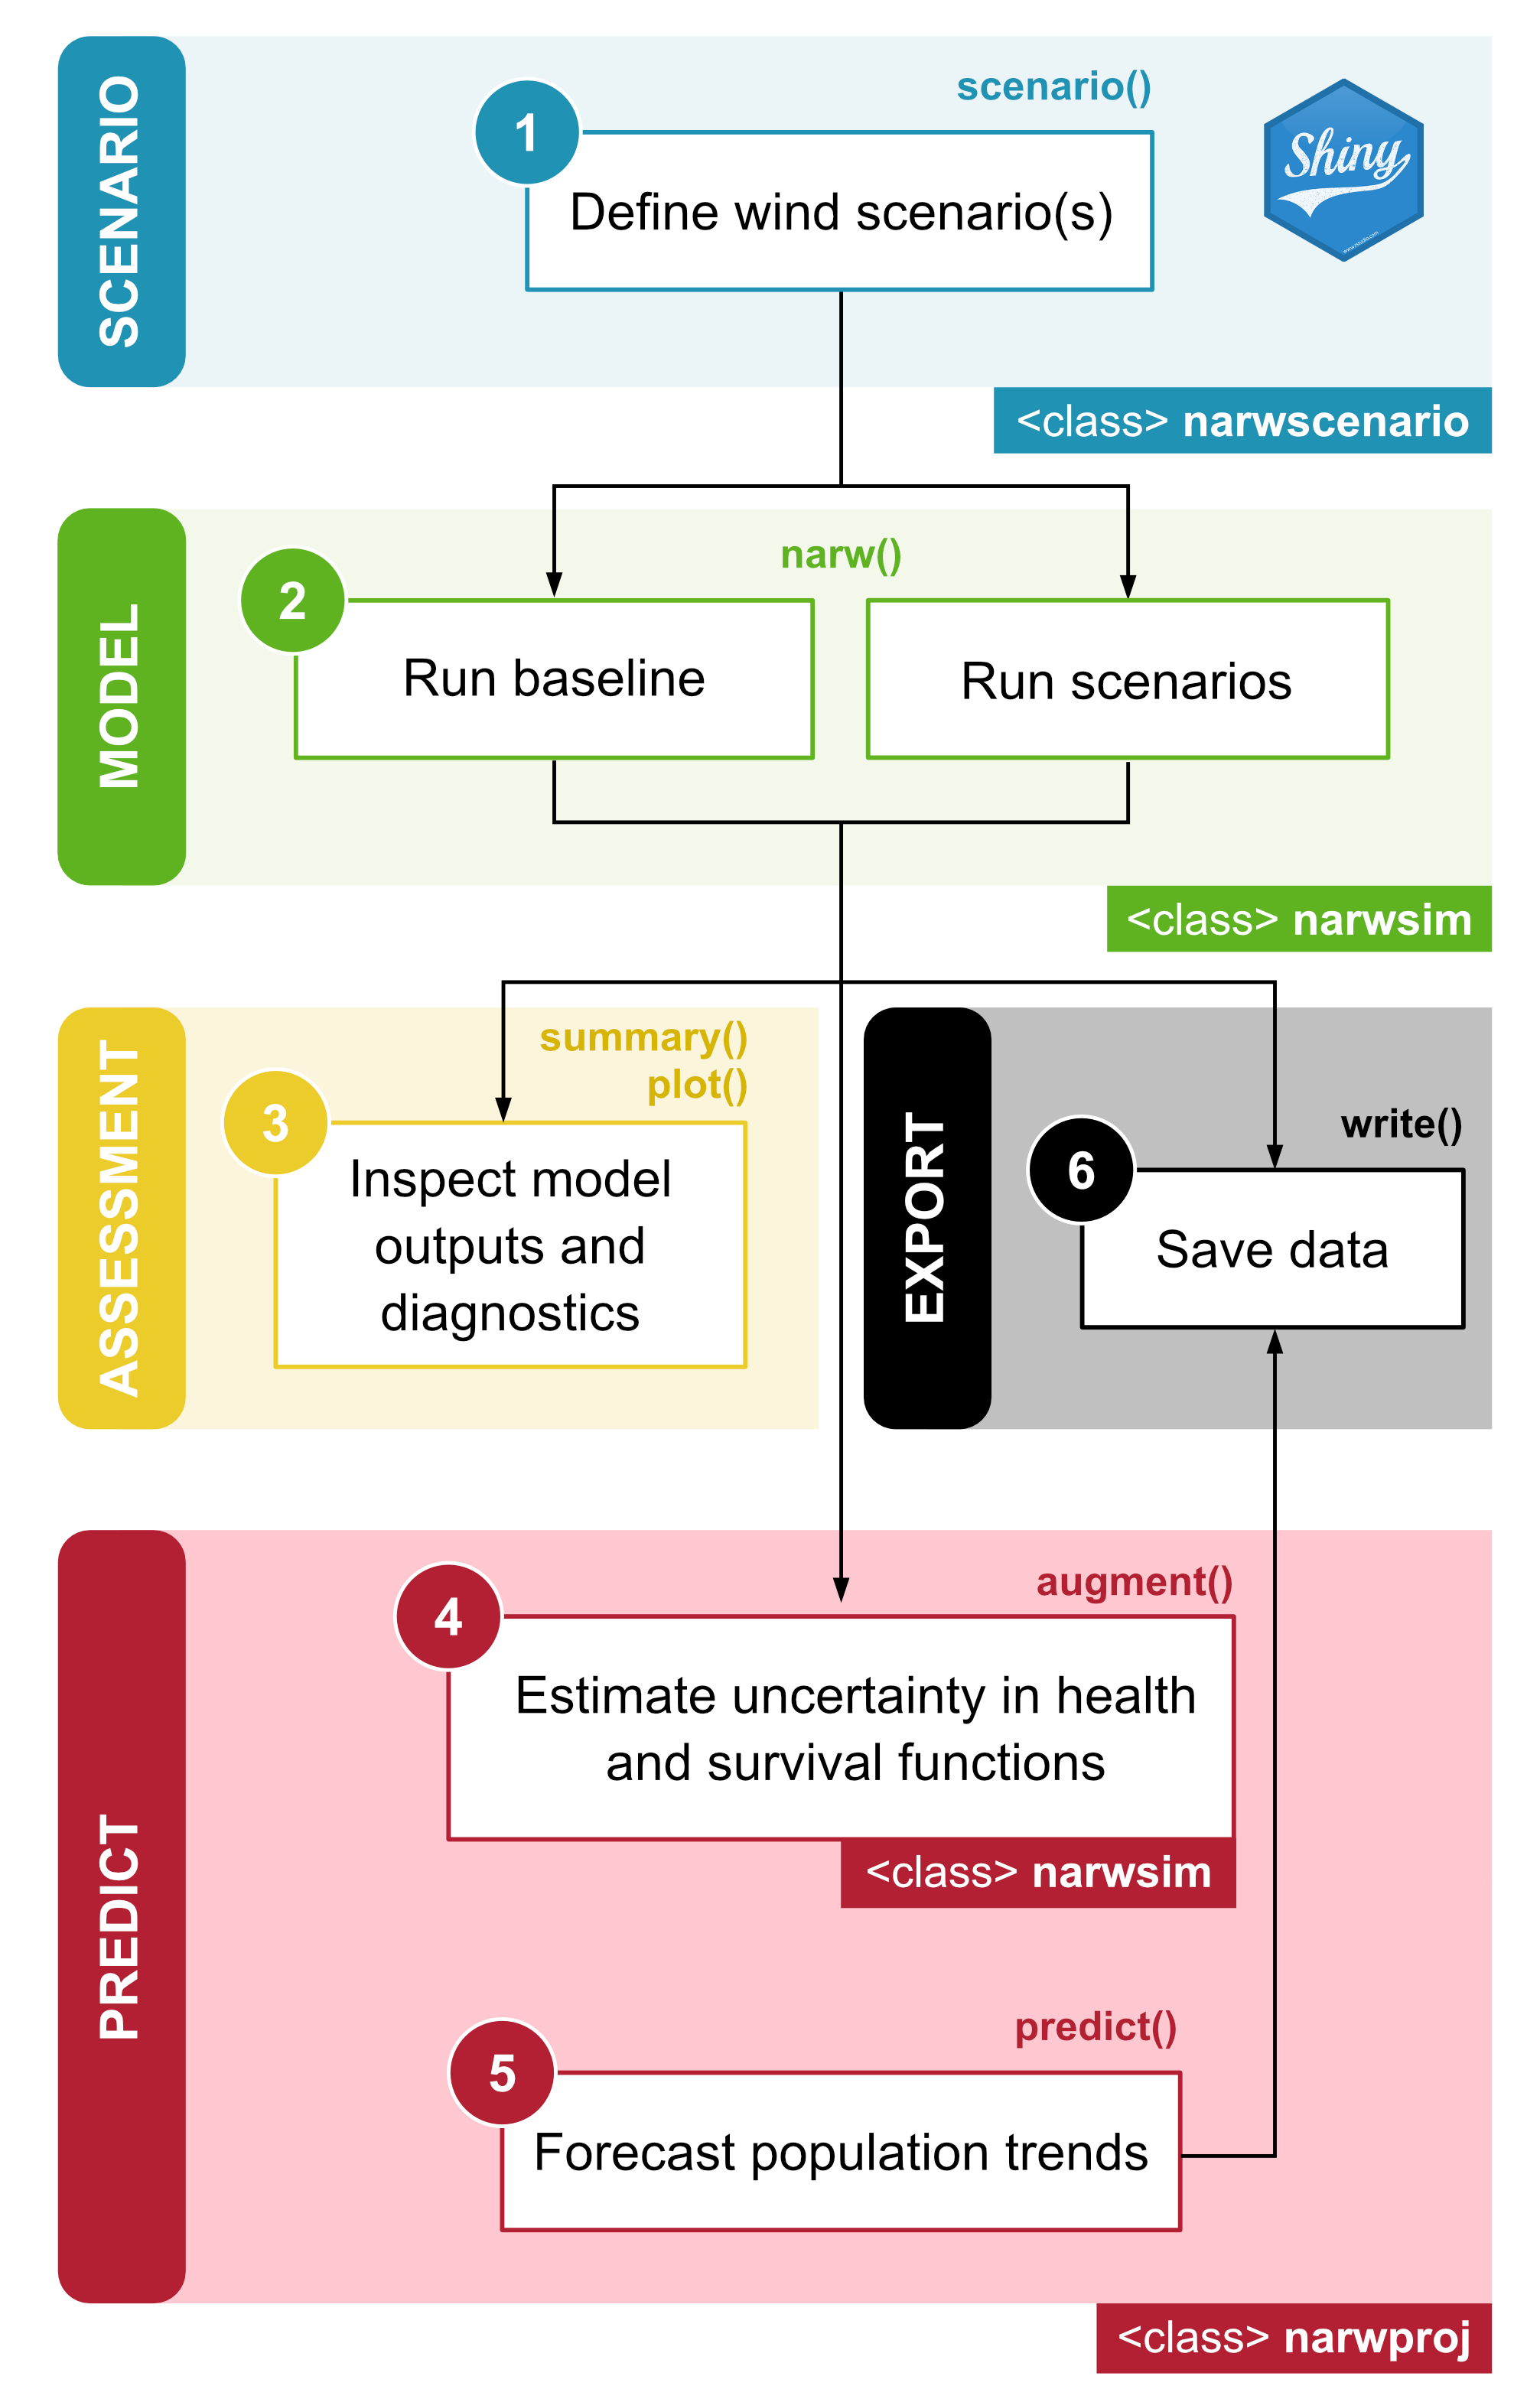 SCENARIO
scenario()
1
Define wind scenario(s)
Shiny
<class> narwscenario
MODEL
narw()
2
Run baseline
Run scenarios
<class> narwsim
ASSESSMENT
summary()
plot()
3
Inspect model
outputs and
diagnostics
EXPORT
write()
6
Save data
PREDICT
augment()
4
Estimate uncertainty in health
and survival functions
<class> narwsim
predict()
5
Forecast population trends
<class> narwproj